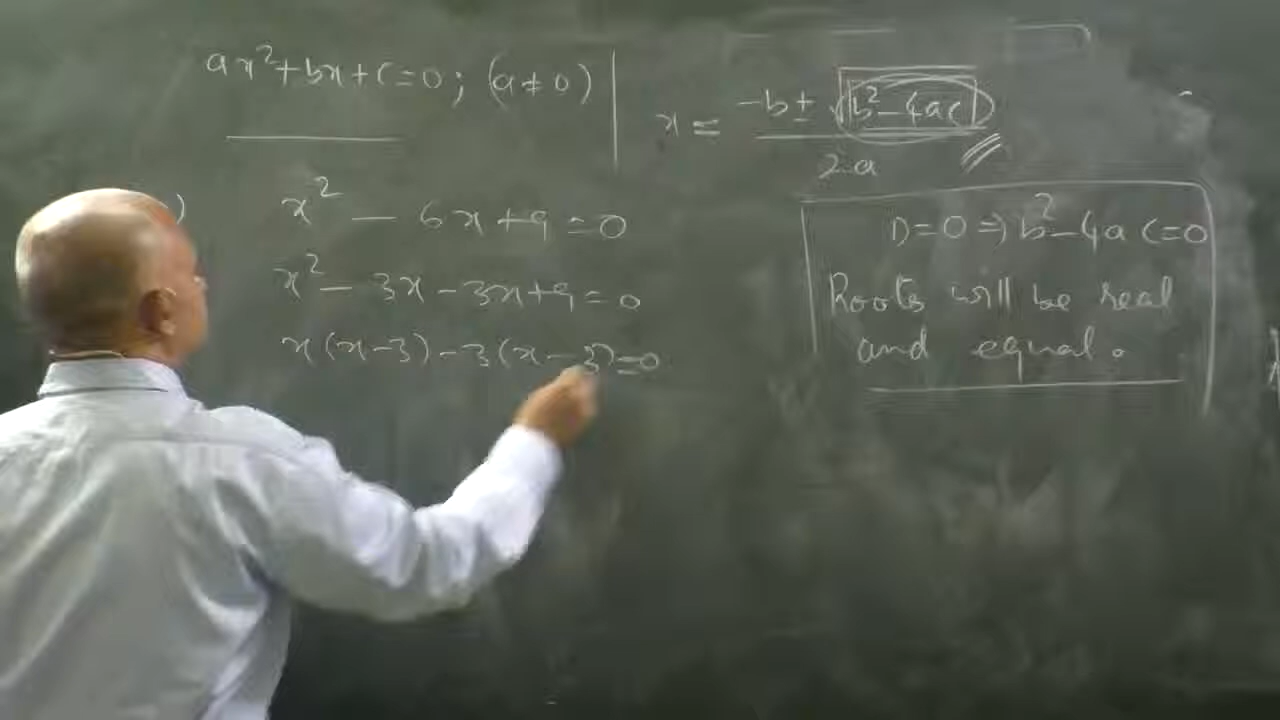 ax²+bx+c=0; (a≠0)
x = -b ± √b²-4ac
2a
)
x² - 6x+9=0
x² - 3x - 3x+9=0
x(x-3) - 3(x-3)=0
D=0 ⇒ b²-4ac=0
Roots will be real
and equal.